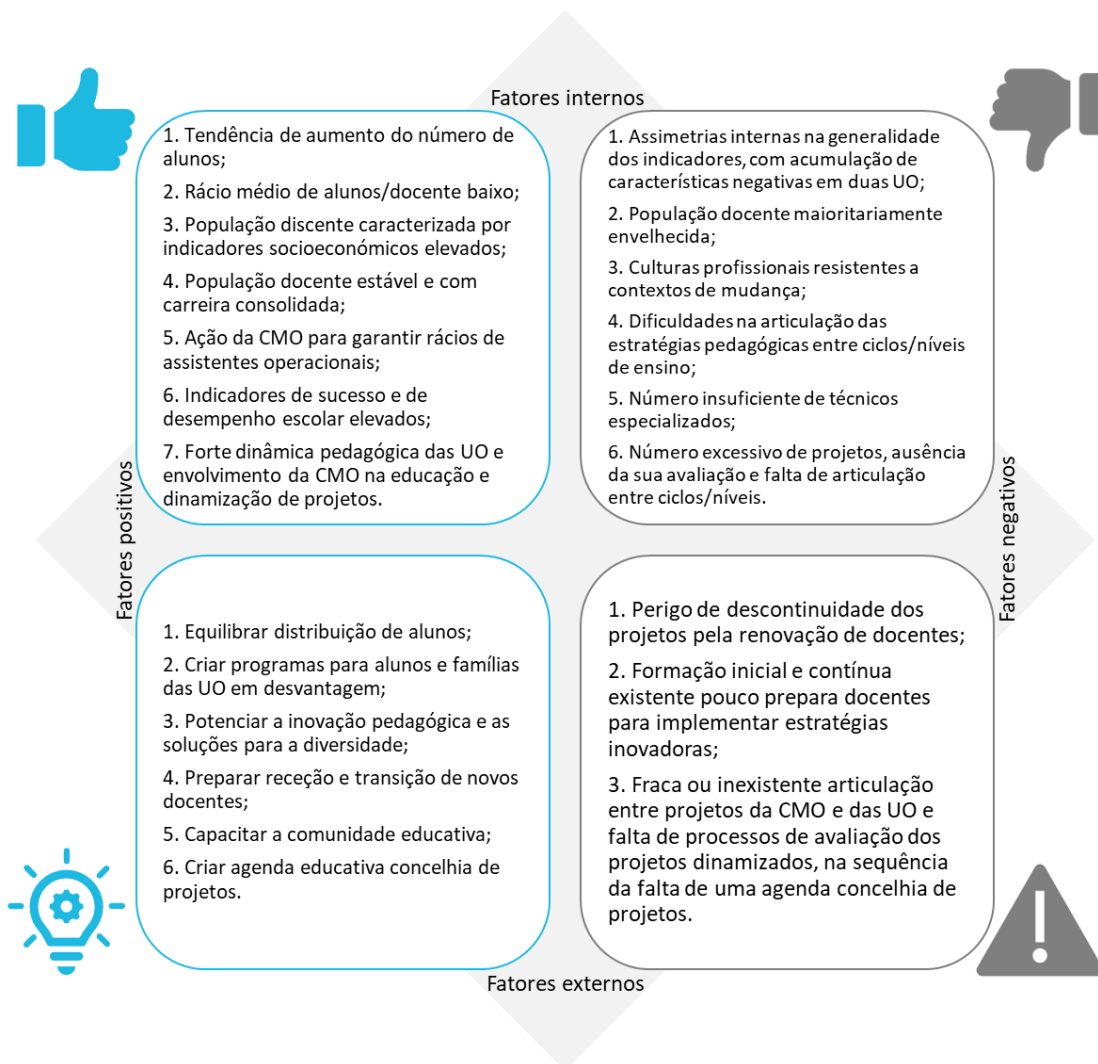 Fatores internos
1. Tendência de aumento do número de
alunos;
2. Rácio médio de alunos/docente baixo;
3. População discente caracterizada por
indicadores socioeconómicos elevados;
4. População docente estável e com
carreira consolidada;
5. Ação da CMO para garantir rácios de
assistentes operacionais;
6. Indicadores de sucesso e de
desempenho escolar elevados;
7. Forte dinâmica pedagógica das UO e
envolvimento da CMO na educação e
dinamização de projetos.
1. Assimetrias internas na generalidade
dos indicadores, com acumulação de
características negativas em duas UO;
2. População docente maioritariamente
envelhecida;
3. Culturas profissionais resistentes a
contextos de mudança;
4. Dificuldades na articulação das
estratégias pedagógicas entre ciclos/níveis
de ensino;
5. Número insuficiente de técnicos
especializados;
6. Número excessivo de projetos, ausência
da sua avaliação e falta de articulação
entre ciclos/níveis.
Fatores positivos
Fatores negativos
1. Equilibrar distribuição de alunos;
2. Criar programas para alunos e famílias
das UO em desvantagem;
3. Potenciar a inovação pedagógica e as
soluções para a diversidade;
4. Preparar receção e transição de novos
docentes;
5. Capacitar a comunidade educativa;
6. Criar agenda educativa concelhia de
projetos.
1. Perigo de descontinuidade dos
projetos pela renovação de docentes;
2. Formação inicial e contínua
existente pouco prepara docentes
para implementar estratégias
inovadoras;
3. Fraca ou inexistente articulação
entre projetos da CMO e das UO e
falta de processos de avaliação dos
projetos dinamizados, na sequência
da falta de uma agenda concelhia de
projetos.
Fatores externos